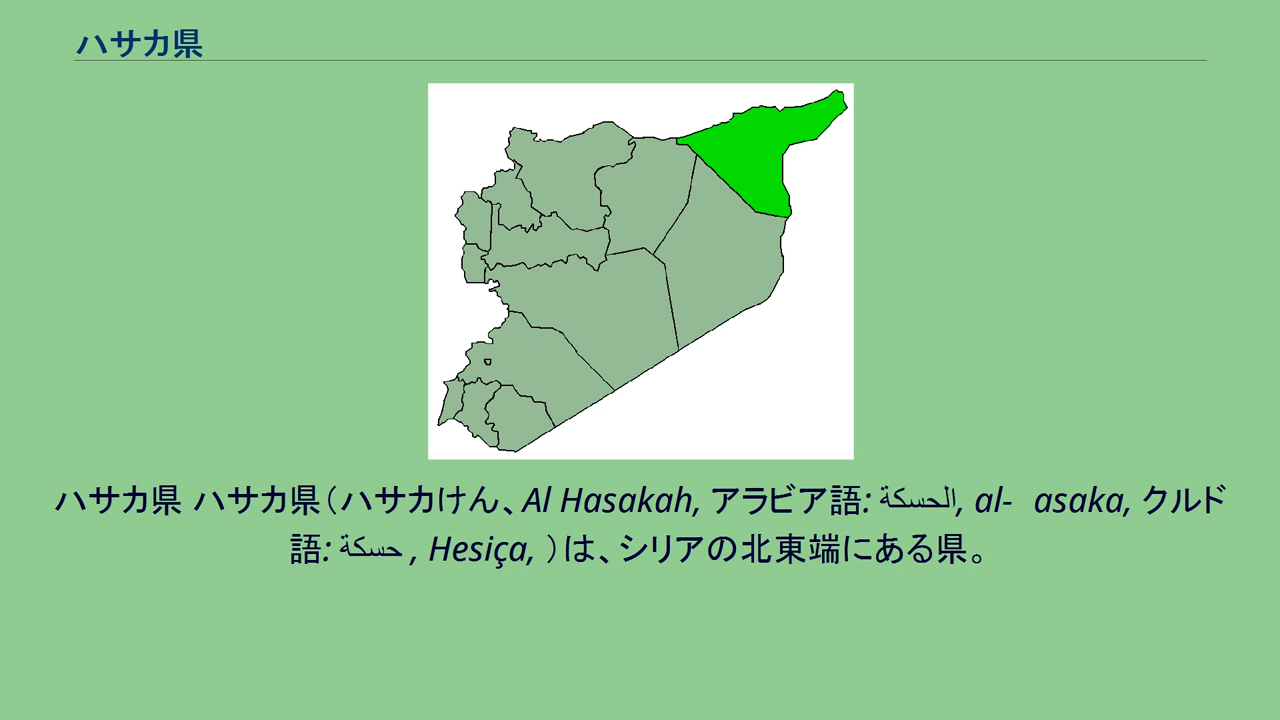 ハサカ県
ハサカ県 ハサカ県（ハサカけん、Al Hasakah, アラビア語: الحسكة, al- asaka, クルド
語: حسكة , Hesiça, ）は、シリアの北東端にある県。